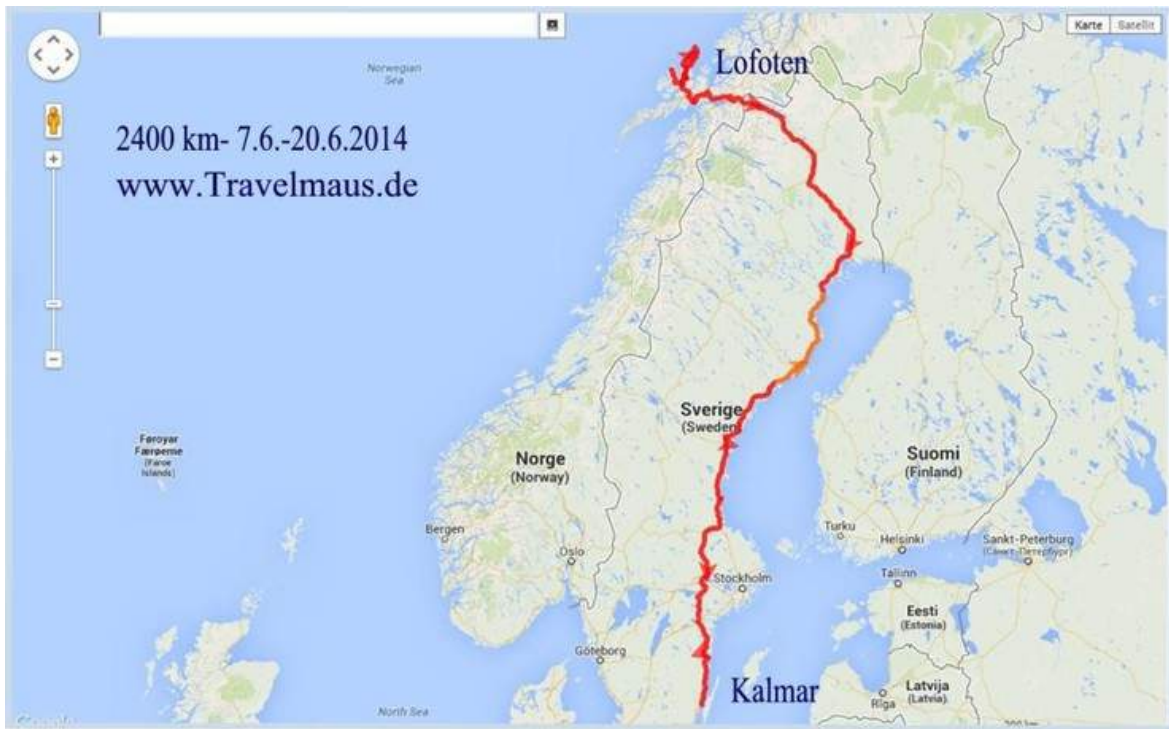 Karte
Satellit
Norwegian
Sea
Lofoten
2400 km- 7.6.-20.6.2014
www.Travelmaus.de
Sverige
(Sweden)
Føroyar
Færøerne
(Faroe
Islands)
Norge
(Norway)
Suomi
(Finland)
Bergen
Oslo
Turku
Helsinki
Sankt-Peterburg
(Санкт-Петербург)
Stockholm
Tallinn
Eesti
(Estonia)
Göteborg
Kalmar
Latvija
(Latvia)
Rīga
North Sea